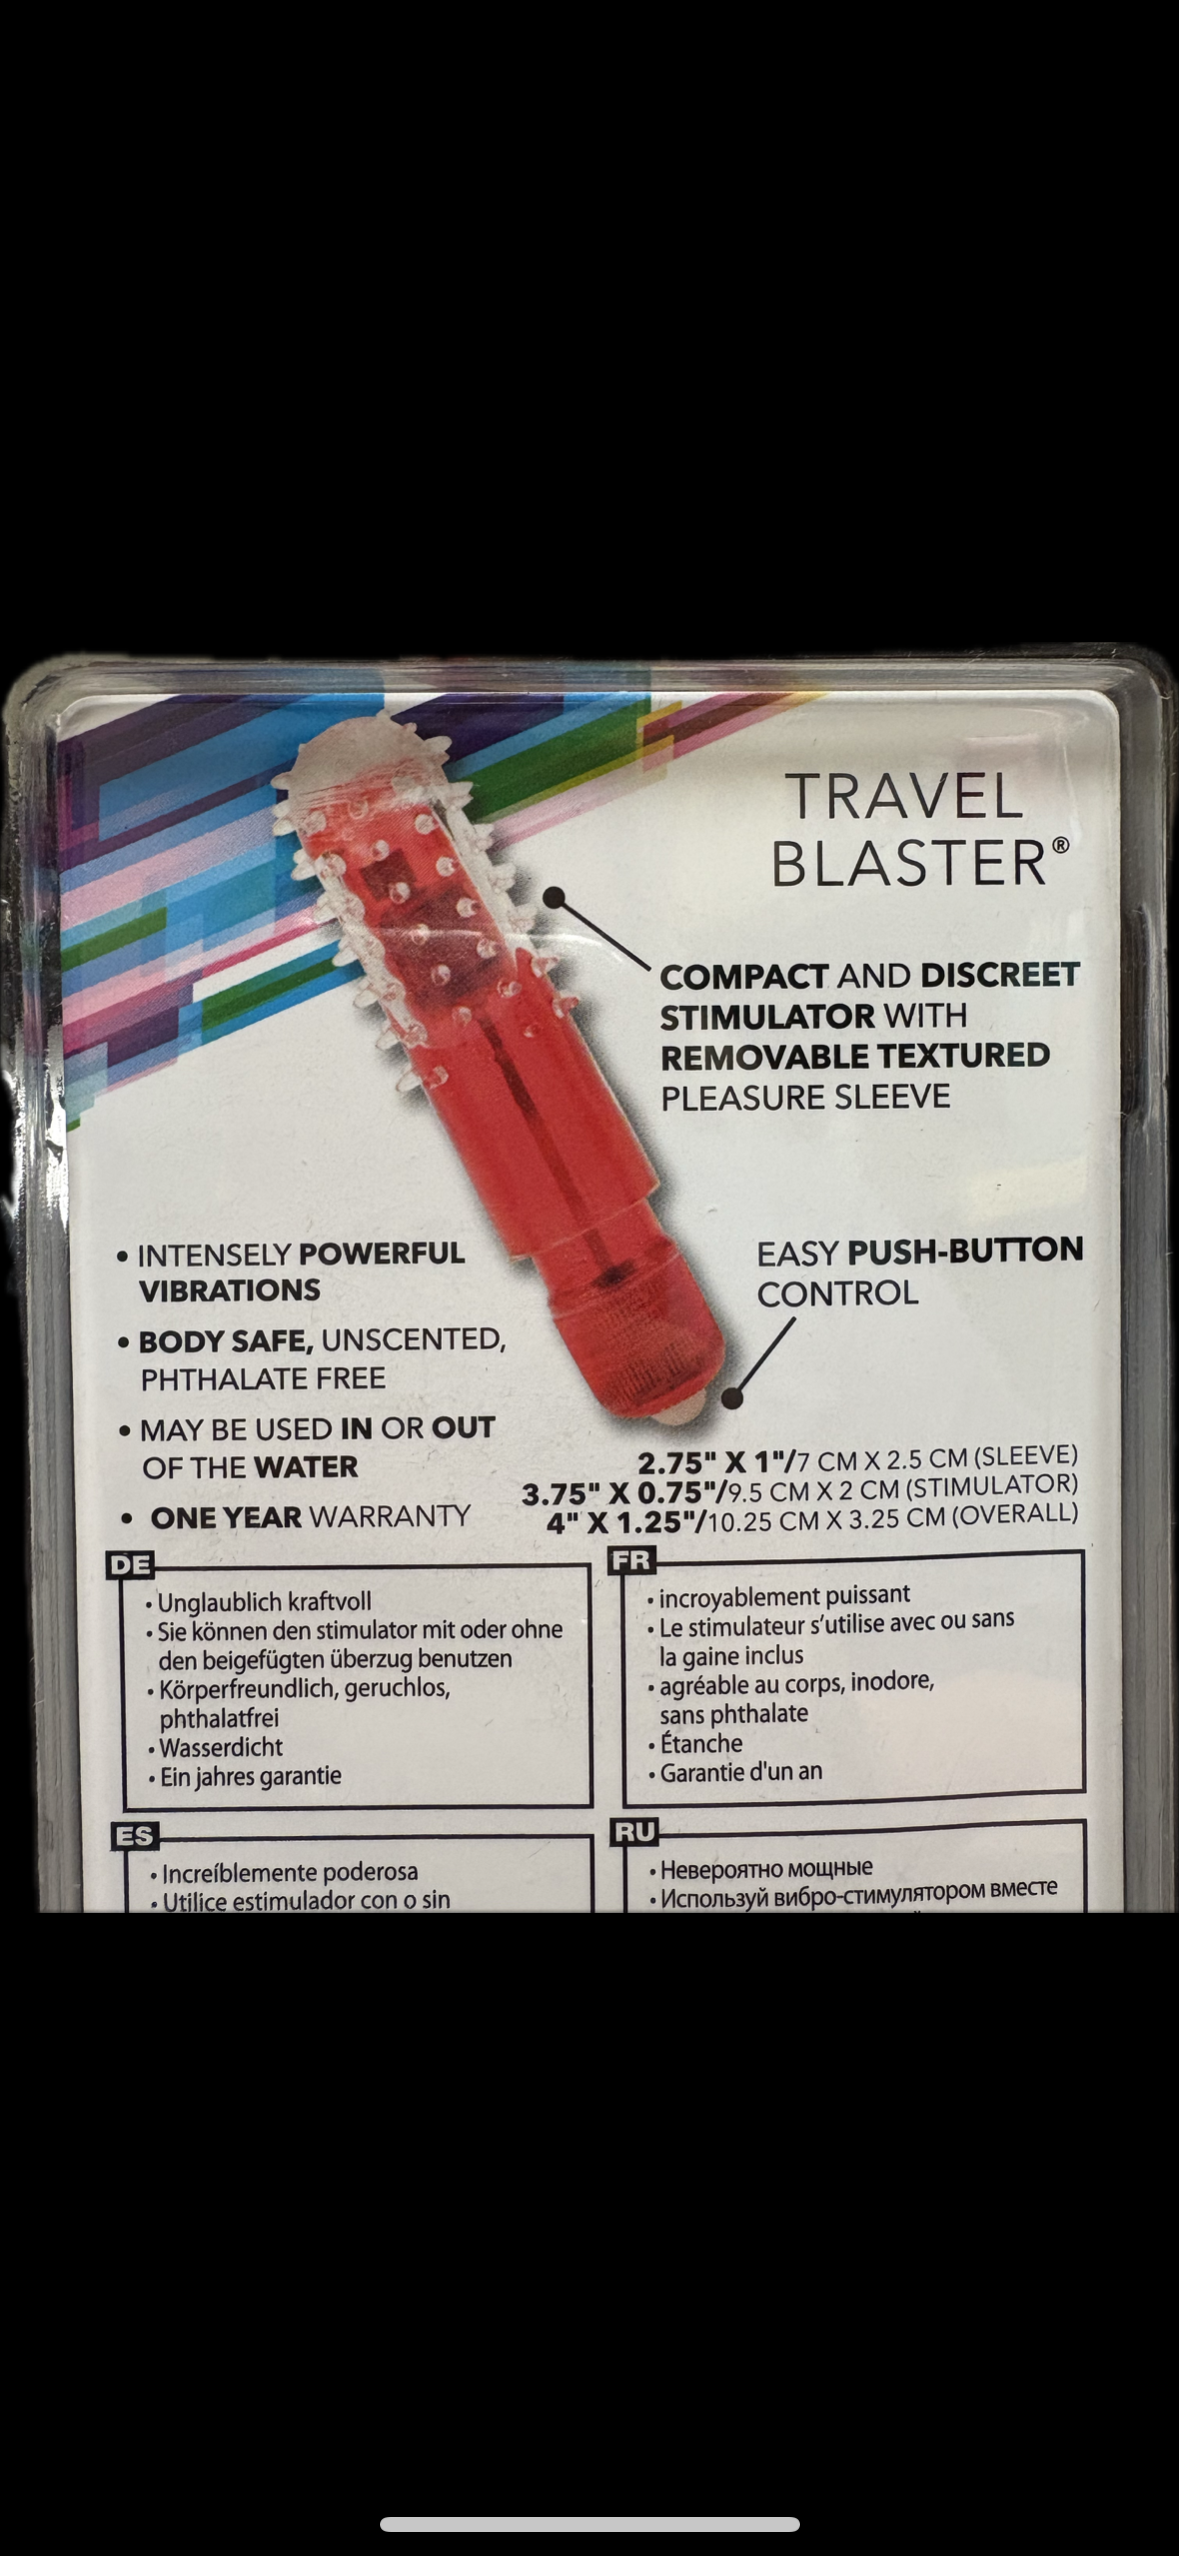 TRAVEL
BLASTER®
COMPACT AND DISCREET
STIMULATOR WITH
REMOVABLE TEXTURED
PLEASURE SLEEVE
• INTENSELY POWERFUL
VIBRATIONS
• BODY SAFE, UNSCENTED,
PHTHALATE FREE
• MAY BE USED IN OR OUT
OF THE WATER
• ONE YEAR WARRANTY
EASY PUSH-BUTTON
CONTROL
2.75" X 1"/7 CM X 2.5 CM (SLEEVE)
3.75" X 0.75"/9.5 CM X 2 CM (STIMULATOR)
4" X 1.25"/10.25 CM X 3.25 CM (OVERALL)
DE
• Unglaublich kraftvoll
• Sie können den stimulator mit oder ohne
den beigefügten überzug benutzen
• Körperfreundlich, geruchlos,
phthalatfrei
• Wasserdicht
• Ein jahres garantie
FR
• incroyablement puissant
• Le stimulateur s'utilise avec ou sans
la gaine inclus
• agréable au corps, inodore,
sans phthalate
• Étanche
• Garantie d'un an
ES
• Increíblemente poderosa
• Utilice estimulador con o sin
RU
• Невероятно мощные
• Используй вибро-стимулятором вместе